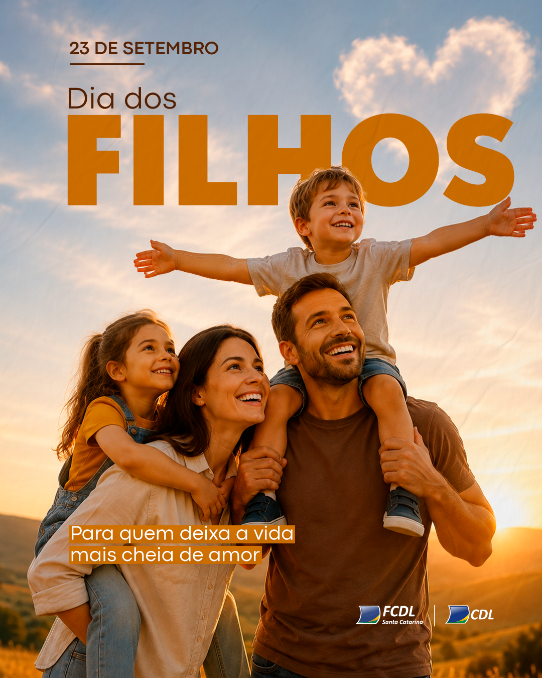 23 DE SETEMBRO
Dia dos
FILHOS
Para quem deixa a vida
mais cheia de amor
FCDL
Santa Catarina
CDL